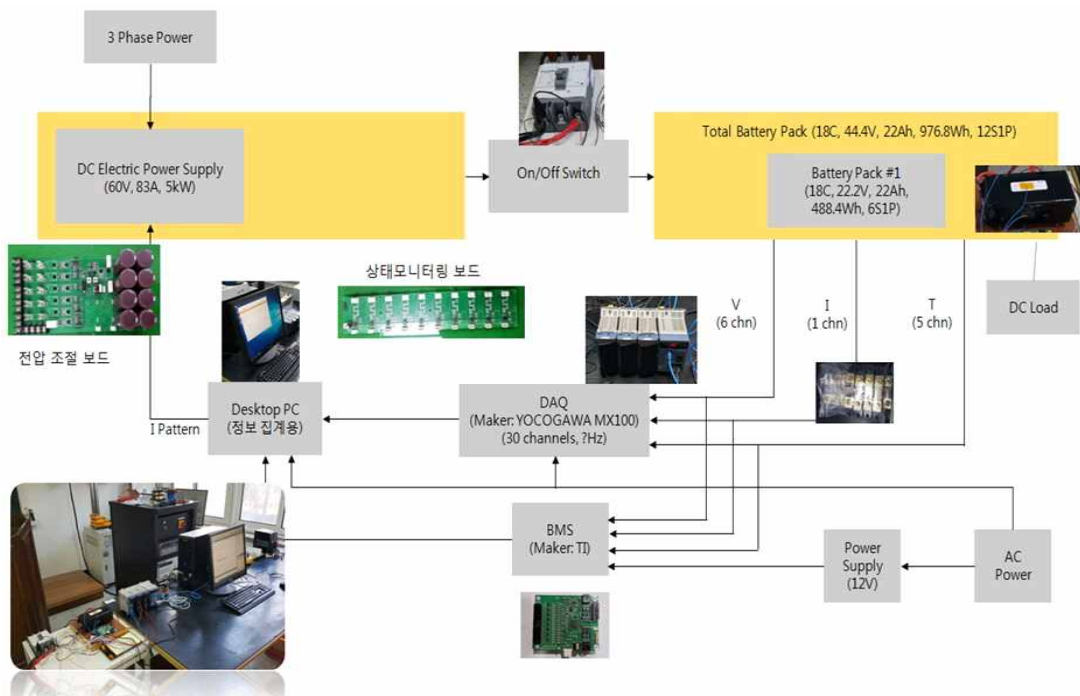 3 Phase Power
DC Electric Power Supply
(60V, 83A, 5kW)
On/Off Switch
Total Battery Pack (18C, 44.4V, 22Ah, 976.8Wh, 12S1P)
Battery Pack #1
(18C, 22.2V, 22Ah,
488.4Wh, 6S1P)
상태모니터링 보드
V
(6 chn)
I
(1 chn)
T
(5 chn)
DC Load
전압 조절 보드
I Pattern
Desktop PC
(정보 집계용)
DAQ
(Maker: YOCOGAWA MX100)
(30 channels, ?Hz)
BMS
(Maker: TI)
Power
Supply
(12V)
AC
Power